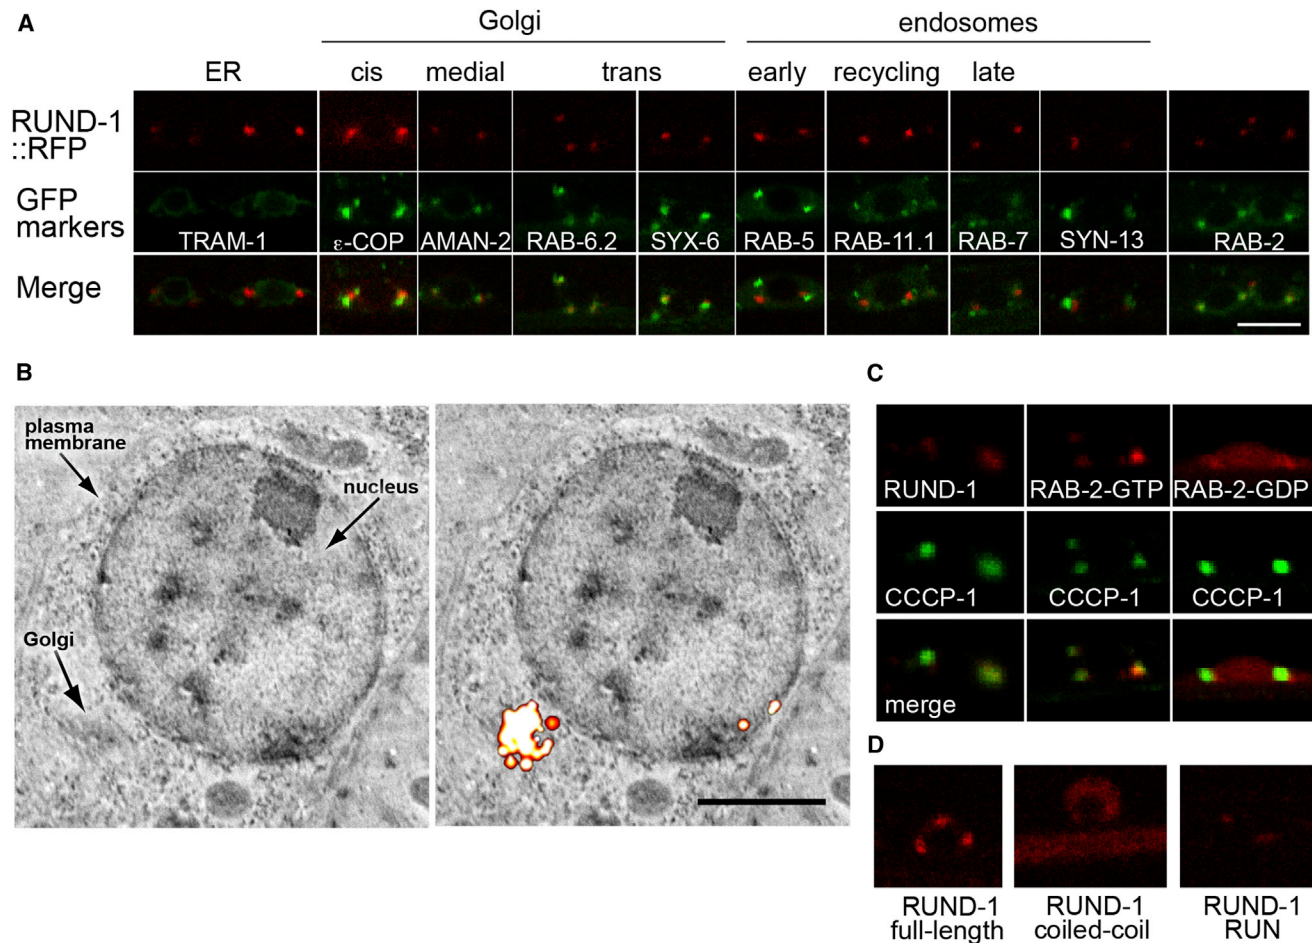 A
Golgi
endosomes
ER
cis
medial
trans
early
recycling
late
RUND-1
::RFP
GFP
markers
TRAM-1
ε-COP
AMAN-2
RAB-6.2
SYX-6
RAB-5
RAB-11.1
RAB-7
SYN-13
RAB-2
Merge
B
plasma
membrane
nucleus
Golgi
C
RUND-1
RAB-2-GTP
RAB-2-GDP
CCCP-1
CCCP-1
CCCP-1
merge
D
RUND-1
full-length
RUND-1
coiled-coil
RUND-1
RUN